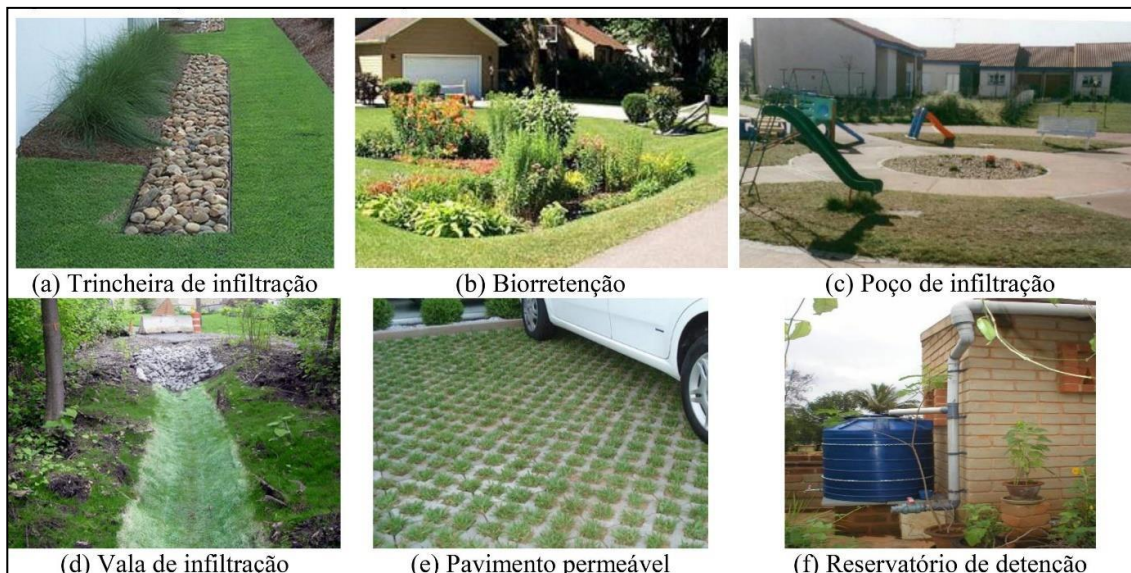 (a) Trincheira de infiltração
(b) Biorretenção
(c) Poço de infiltração
(d) Vala de infiltração
(e) Pavimento permeável
(f) Reservatório de detenção